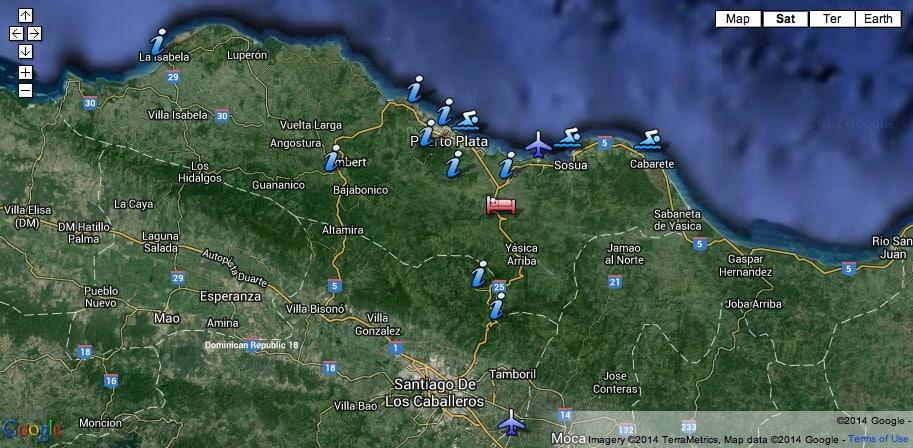 Map
Sat
Ter
Earth
La Isabela
Luperón
29
30
Villa Isabela
30
Vuelta Larga
Angostura
Puerto Plata
5
Imbert
Sosua
Cabarete
Los
Hidalgos
Guananico
Bajabonico
La Caya
Villa Elisa
(DM)
DM Hatillo
Palma
Laguna
Salada
Altamira
Sabaneta
de Yásica
5
Rio San
Juan
Yásica
Arriba
Jamao
al Norte
Gaspar
Hernandez
5
Autopista Duarte
29
5
25
21
Pueblo
Nuevo
Esperanza
Villa Bisonó
Joba Arriba
Mao
Amina
Villa
Gonzalez
Dominican Republic 18
1
18
18
16
Tamboril
Santiago De
Los Caballeros
Jose
Conteras
Villa Bao
14
Moncion
132
233
Moca
Google
©2014 Google -
Imagery ©2014 TerraMetrics, Map data ©2014 Google - Terms of Use